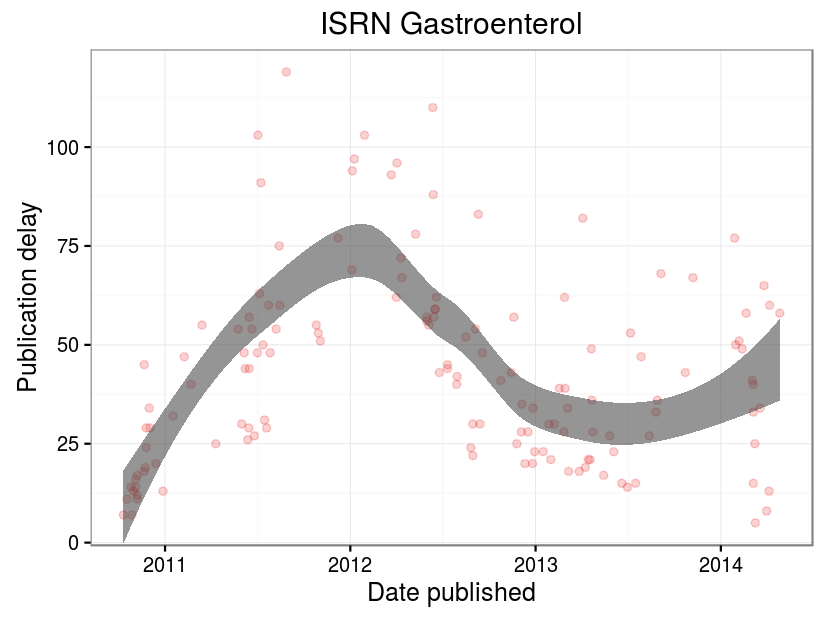 ISRN Gastroenterol
Publication delay
100
75
50
25
0
2011 2012 2013 2014
Date published